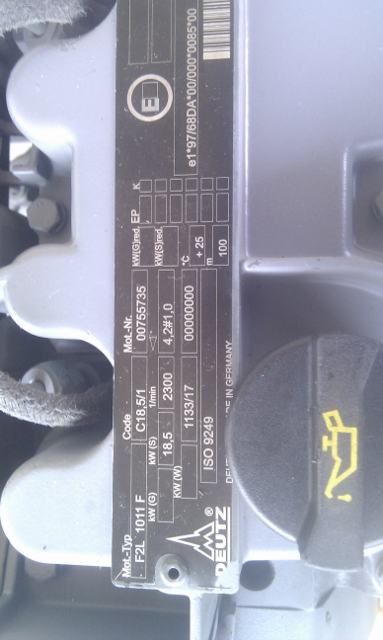 Mot.-Typ Code Mot.-Nr. kW(G)red. EP K
F2L 1011 F C18,5/1 00755735
kW (G) kW (S) 1/min kW(S)red.
18,5 2300 4,2#1,0
kW (W) °C m
1133/17 00000000 + 25 100
e1*97/68DA*00/000*0085*00
E
ISO 9249
DEUTZ MADE IN GERMANY
DEUTZ®